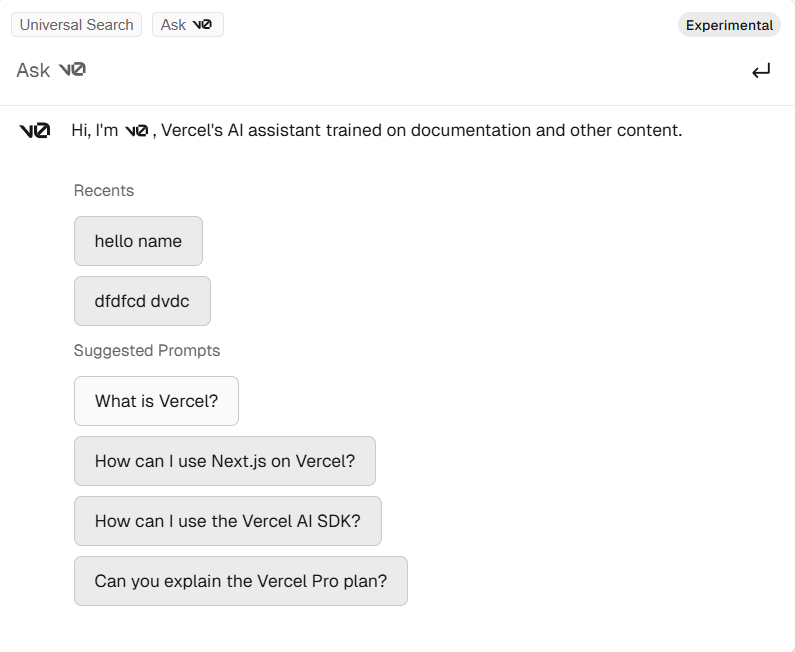 Universal Search
Ask v0
Experimental
Ask v0
v0
Hi, I'm v0 , Vercel's AI assistant trained on documentation and other content.
Recents
hello name
dfdfcd dvdc
Suggested Prompts
What is Vercel?
How can I use Next.js on Vercel?
How can I use the Vercel AI SDK?
Can you explain the Vercel Pro plan?